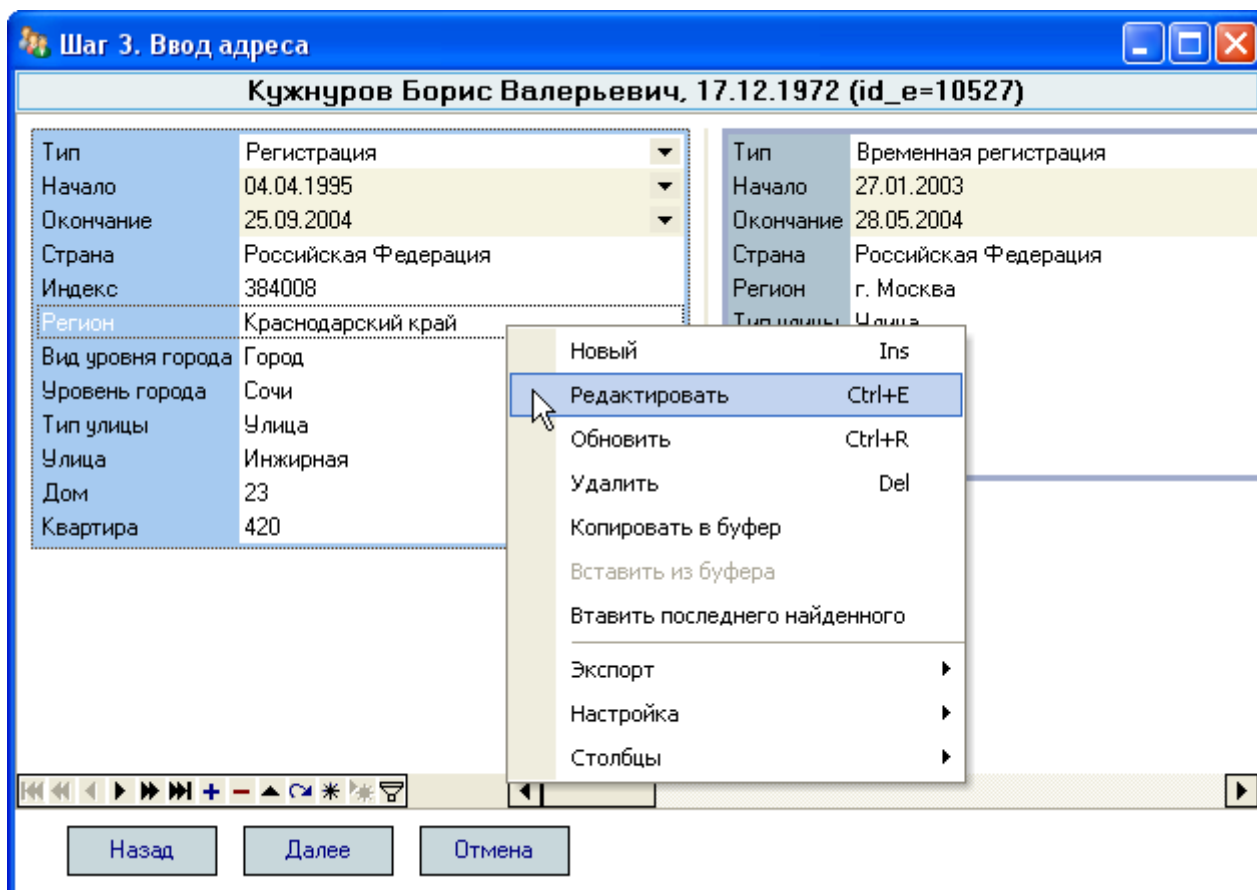 Шаг 3. Ввод адреса
Кужнуров Борис Валерьевич, 17.12.1972 (id_e=10527)
Тип Регистрация
Начало 04.04.1995
Окончание 25.09.2004
Страна Российская Федерация
Индекс 384008
Регион Краснодарский край
Вид уровня города Город
Уровень города Сочи
Тип улицы Улица
Улица Инжирная
Дом 23
Квартира 420
Тип Временная регистрация
Начало 27.01.2003
Окончание 28.05.2004
Страна Российская Федерация
Регион г. Москва
Тип улицы Улица
Новый Ins
Редактировать Ctrl+E
Обновить Ctrl+R
Удалить Del
Копировать в буфер
Вставить из буфера
Втавить последнего найденного
Экспорт
Настройка
Столбцы
Назад Далее Отмена